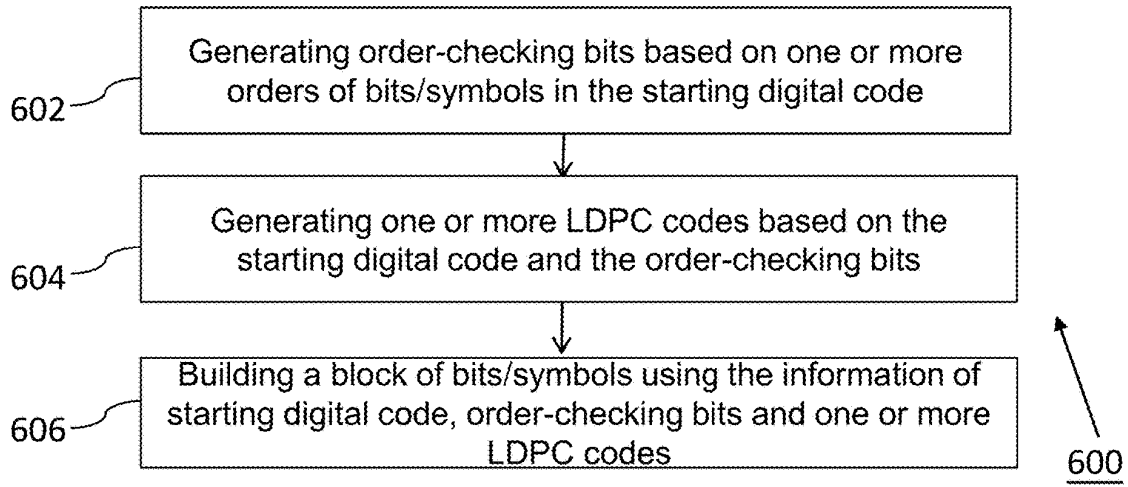 Generating order-checking bits based on one or more
orders of bits/symbols in the starting digital code
602
Generating one or more LDPC codes based on the
starting digital code and the order-checking bits
604
Building a block of bits/symbols using the information of
starting digital code, order-checking bits and one or more
LDPC codes
606
600